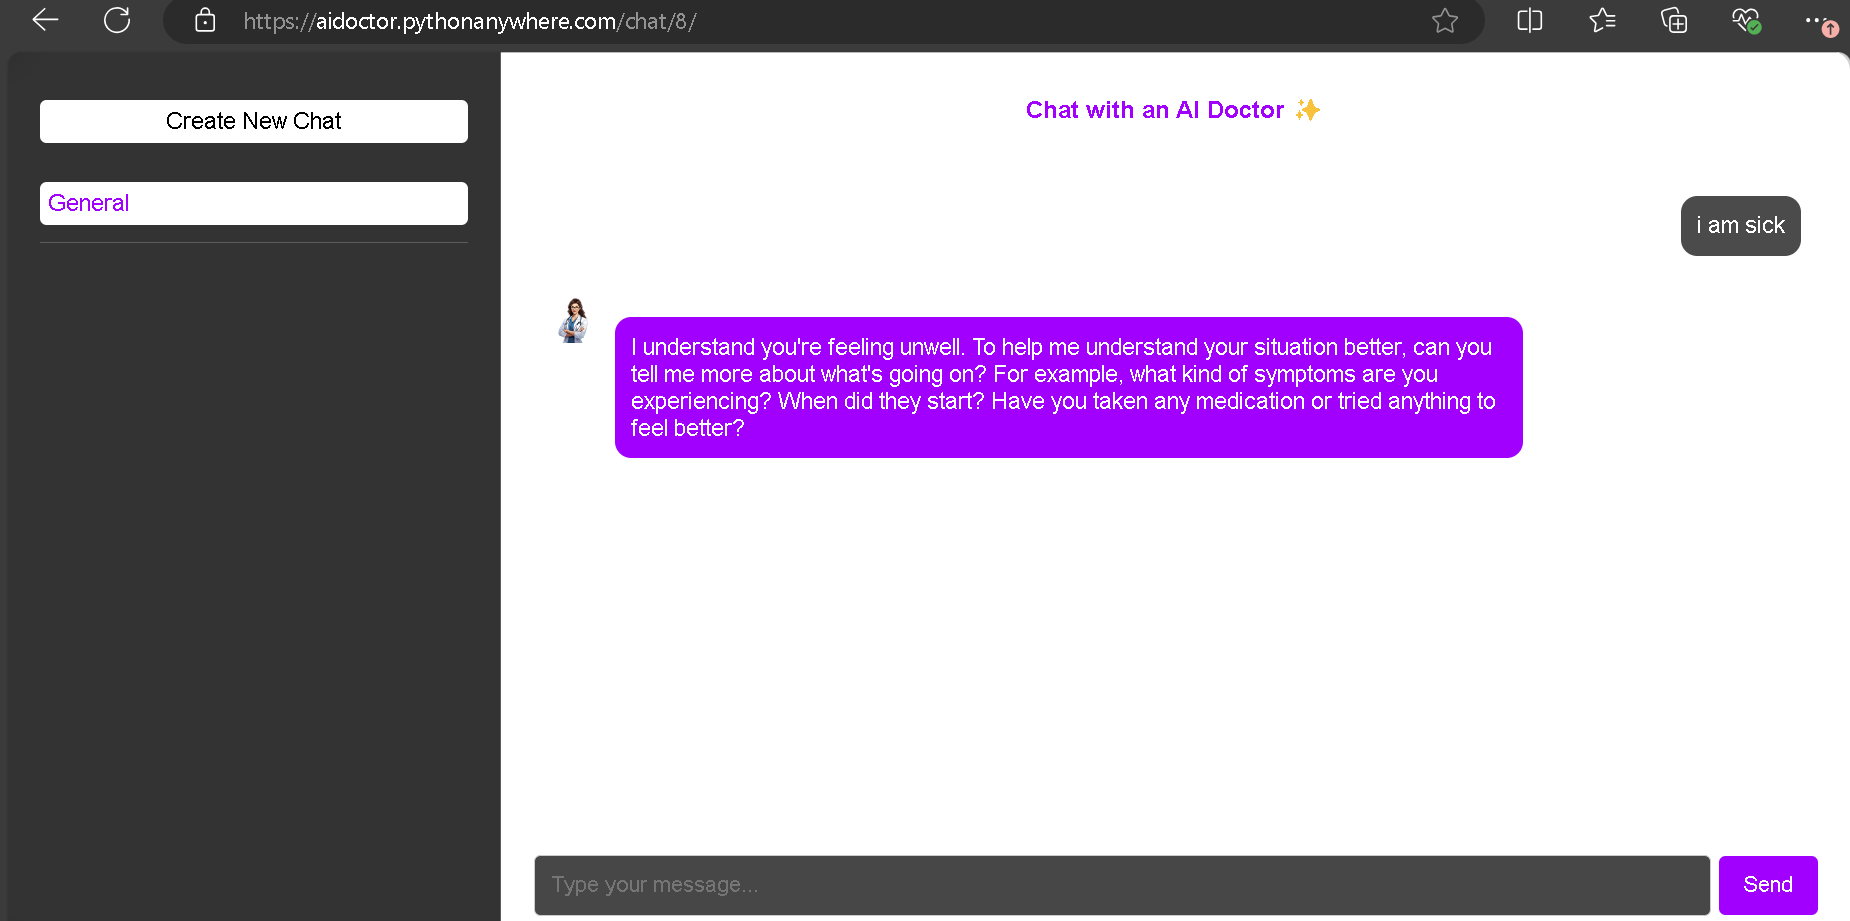 https://aidoctor.pythonanywhere.com/chat/8/
Create New Chat
General
Chat with an AI Doctor ✨
i am sick
I understand you're feeling unwell. To help me understand your situation better, can you
tell me more about what's going on? For example, what kind of symptoms are you
experiencing? When did they start? Have you taken any medication or tried anything to
feel better?
Type your message...
Send